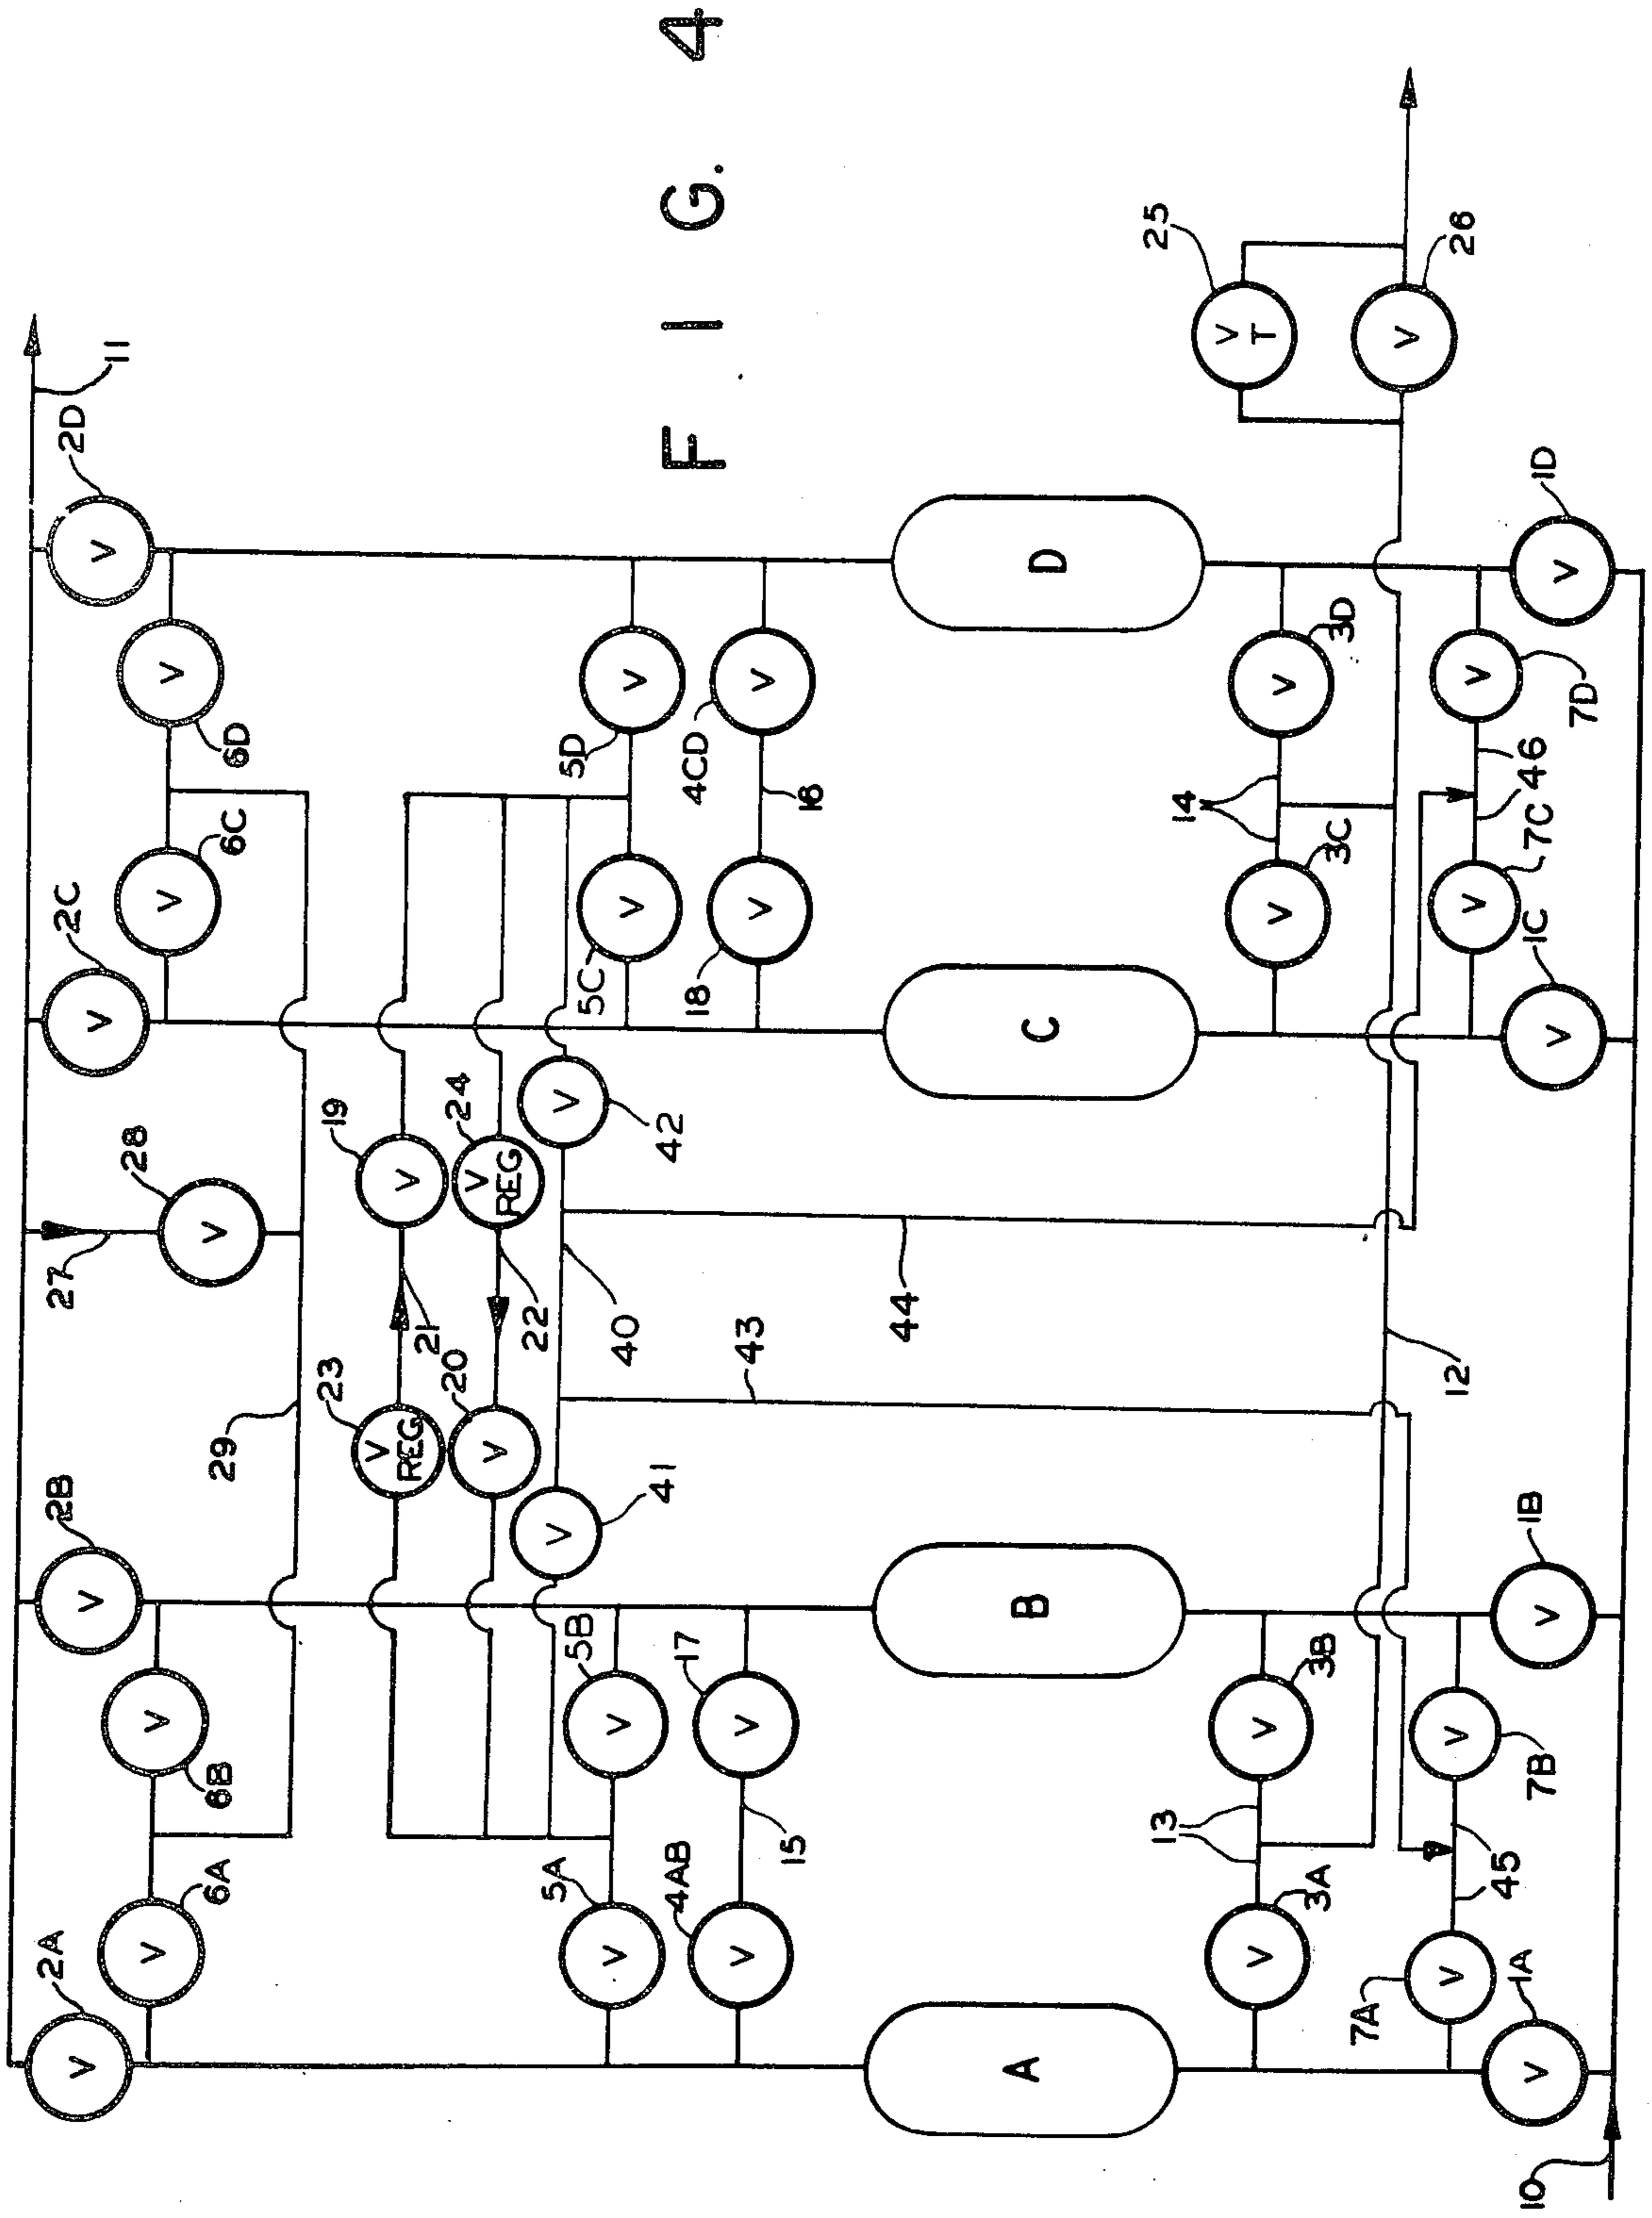 2A
2B
27
2C
2D
11
V
V
V
V
28
6A
6B
29
V
6C
6D
V
V
V
V
23
19
21
V REG
V
20
22
24
V
V REG
5A
5B
41
40
42
5C
5D
V
V
V
V
V
V
4AB
17
43
18
4CD
FIG. 4
V
V
V
V
15
16
44
A
B
C
D
13
14
25
V
V
V
V
V T
3A
3B
3C
3D
7A
12
V
26
V
V
V
V
45
46
1A
7B
1B
1C
7C
7D
1D
V
V
V
V
10